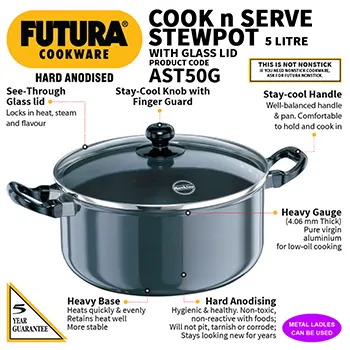 FUTURA®
COOKWARE
HARD ANODISED
COOK n SERVE
STEWPOT 5 LITRE
WITH GLASS LID
PRODUCT CODE
AST50G
THIS IS NOT NONSTICK
IF YOU NEED NONSTICK COOKWARE,
ASK FOR FUTURA NONSTICK.
See-Through
Glass lid
Locks in heat, steam
and flavour
Stay-Cool Knob with
Finger Guard
Stay-cool Handle
Well-balanced handle
& pan. Comfortable
to hold and cook in
Hawkins
Heavy Gauge
(4.06 mm Thick)
Pure virgin
aluminium
for low-oil cooking
5
YEAR
GUARANTEE
Heavy Base
Heats quickly & evenly
Retains heat well
More stable
Hard Anodising
Hygienic & healthy. Non-toxic,
non-reactive with foods;
Will not pit, tarnish or corrode;
Stays looking new for years
METAL LADLES
CAN BE USED